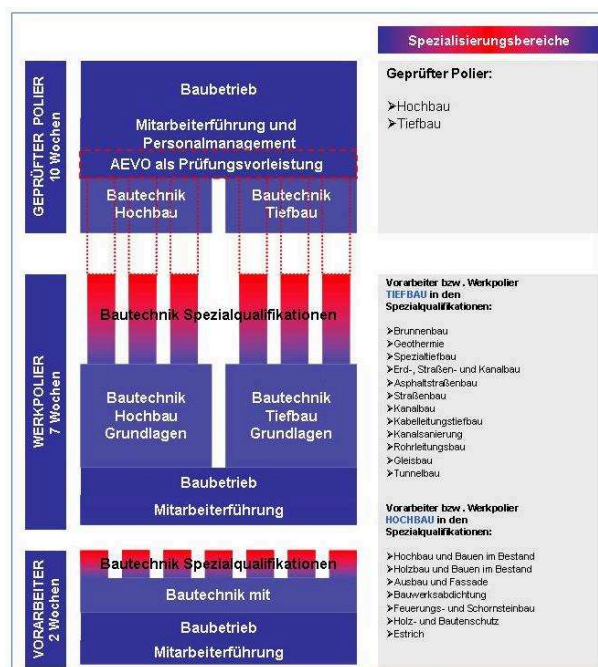 Spezialisierungsbereiche
GEPRÜFTER POLIER
10 Wochen
Baubetrieb
Mitarbeiterführung und
Personalmanagement
AEVO als Prüfungsvorleistung
Bautechnik
Hochbau
Bautechnik
Tiefbau
Geprüfter Polier:
➢Hochbau
➢Tiefbau
WERKPOLIER
7 Wochen
Bautechnik Spezialqualifikationen
Bautechnik
Hochbau
Grundlagen
Bautechnik
Tiefbau
Grundlagen
Baubetrieb
Mitarbeiterführung
Vorarbeiter bzw. Werkpolier
TIEFBAU in den
Spezialqualifikationen:
➢Brunnenbau
➢Geothermie
➢Spezialtiefbau
➢Erd-, Straßen- und Kanalbau
➢Asphaltstraßenbau
➢Straßenbau
➢Kanalbau
➢Kabelleitungstiefbau
➢Kanalsanierung
➢Rohrleitungsbau
➢Gleisbau
➢Tunnelbau
VORARBEITER
2 Wochen
Bautechnik Spezialqualifikationen
Bautechnik mit
Baubetrieb
Mitarbeiterführung
Vorarbeiter bzw. Werkpolier
HOCHBAU in den
Spezialqualifikationen:
➢Hochbau und Bauen im Bestand
➢Holzbau und Bauen im Bestand
➢Ausbau und Fassade
➢Bauwerksabdichtung
➢Feuerungs- und Schornsteinbau
➢Holz- und Bautenschutz
➢Estrich